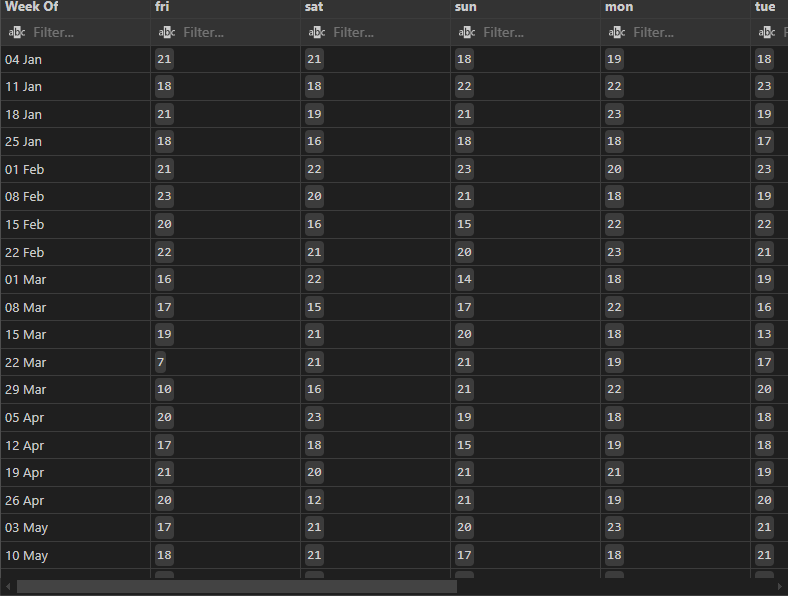 Week Of fri sat sun mon tue
abc Filter... abc Filter... abc Filter... abc Filter... abc Filter... abc F
04 Jan 21 21 18 19 18
11 Jan 18 18 22 22 23
18 Jan 21 19 21 23 19
25 Jan 18 16 18 18 17
01 Feb 21 22 23 20 23
08 Feb 23 20 21 18 19
15 Feb 20 16 15 22 22
22 Feb 22 21 20 23 21
01 Mar 16 22 14 18 19
08 Mar 17 15 17 22 16
15 Mar 19 21 20 18 13
22 Mar 7 21 21 19 17
29 Mar 10 16 21 22 20
05 Apr 20 23 19 18 18
12 Apr 17 18 15 19 18
19 Apr 21 20 21 21 19
26 Apr 20 12 21 19 20
03 May 17 21 20 23 21
10 May 18 21 17 18 21